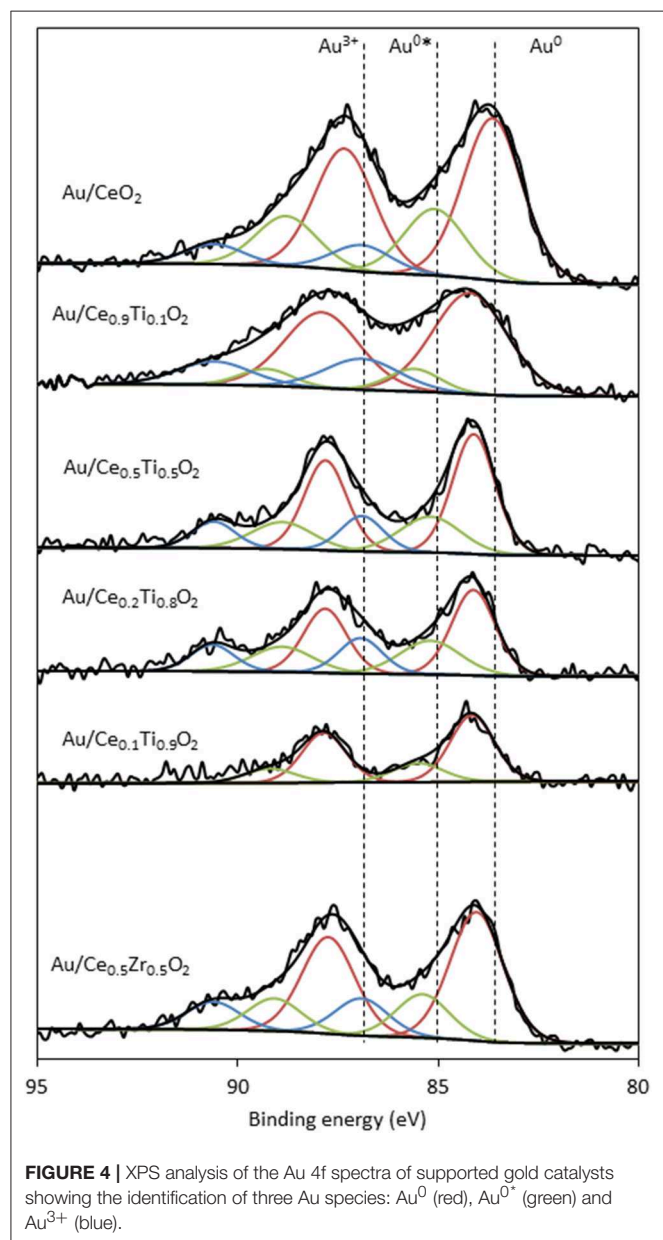 Au³⁺ Au⁰* Au⁰
Au/CeO₂
Au/Ce₀.₉Ti₀.₁O₂
Au/Ce₀.₅Ti₀.₅O₂
Au/Ce₀.₂Ti₀.₈O₂
Au/Ce₀.₁Ti₀.₉O₂
Au/Ce₀.₅Zr₀.₅O₂
95 90 85 80
Binding energy (eV)
FIGURE 4 | XPS analysis of the Au 4f spectra of supported gold catalysts
showing the identification of three Au species: Au⁰ (red), Au⁰* (green) and
Au³⁺ (blue).